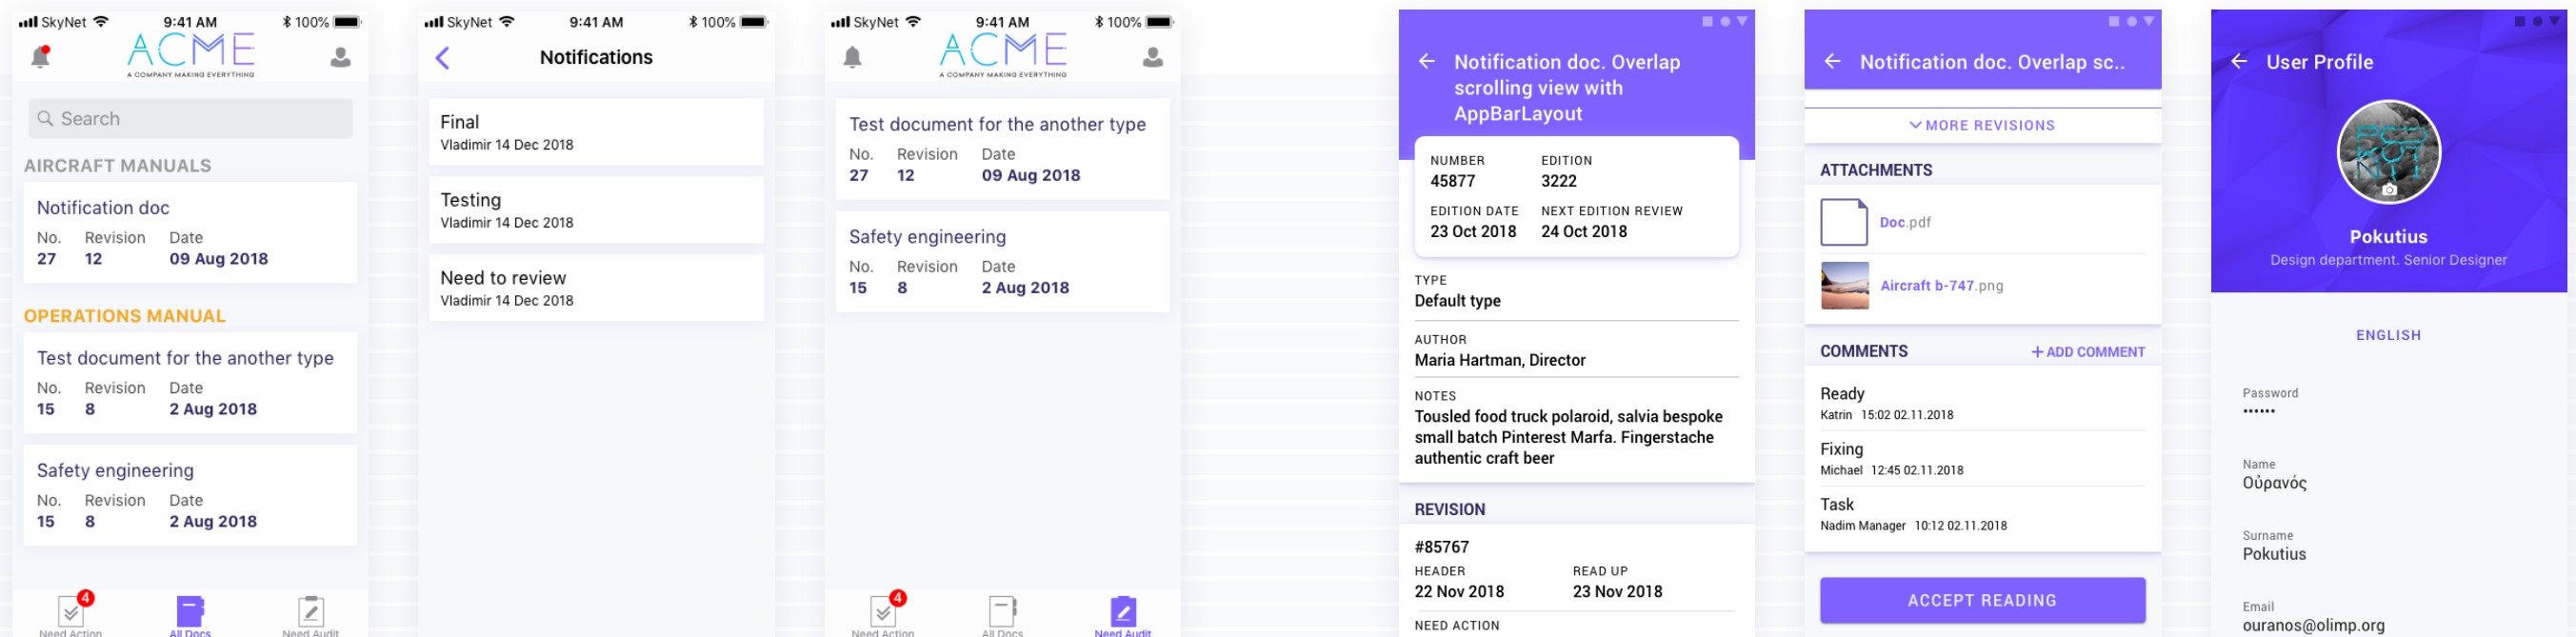 SkyNet 9:41 AM 100%
ACME
A COMPANY MAKING EVERYTHING
Search
AIRCRAFT MANUALS
Notification doc
No. Revision Date
27 12 09 Aug 2018
OPERATIONS MANUAL
Test document for the another type
No. Revision Date
15 8 2 Aug 2018
Safety engineering
No. Revision Date
15 8 2 Aug 2018
4
Need Action All Docs Need Audit
SkyNet 9:41 AM 100%
Notifications
Final
Vladimir 14 Dec 2018
Testing
Vladimir 14 Dec 2018
Need to review
Vladimir 14 Dec 2018
SkyNet 9:41 AM 100%
ACME
A COMPANY MAKING EVERYTHING
Test document for the another type
No. Revision Date
27 12 09 Aug 2018
Safety engineering
No. Revision Date
15 8 2 Aug 2018
4
Need Action All Docs Need Audit
Notification doc. Overlap
scrolling view with
AppBarLayout
NUMBER EDITION
45877 3222
EDITION DATE NEXT EDITION REVIEW
23 Oct 2018 24 Oct 2018
TYPE
Default type
AUTHOR
Maria Hartman, Director
NOTES
Tousled food truck polaroid, salvia bespoke
small batch Pinterest Marfa. Fingerstache
authentic craft beer
REVISION
#85767
HEADER READ UP
22 Nov 2018 23 Nov 2018
NEED ACTION
Notification doc. Overlap sc..
MORE REVISIONS
ATTACHMENTS
Doc.pdf
Aircraft b-747.png
COMMENTS + ADD COMMENT
Ready
Katrin 15:02 02.11.2018
Fixing
Michael 12:45 02.11.2018
Task
Nadim Manager 10:12 02.11.2018
ACCEPT READING
User Profile
Pokutius
Design department. Senior Designer
ENGLISH
Password
••••••
Name
Οὐρανός
Surname
Pokutius
Email
ouranos@olimp.org